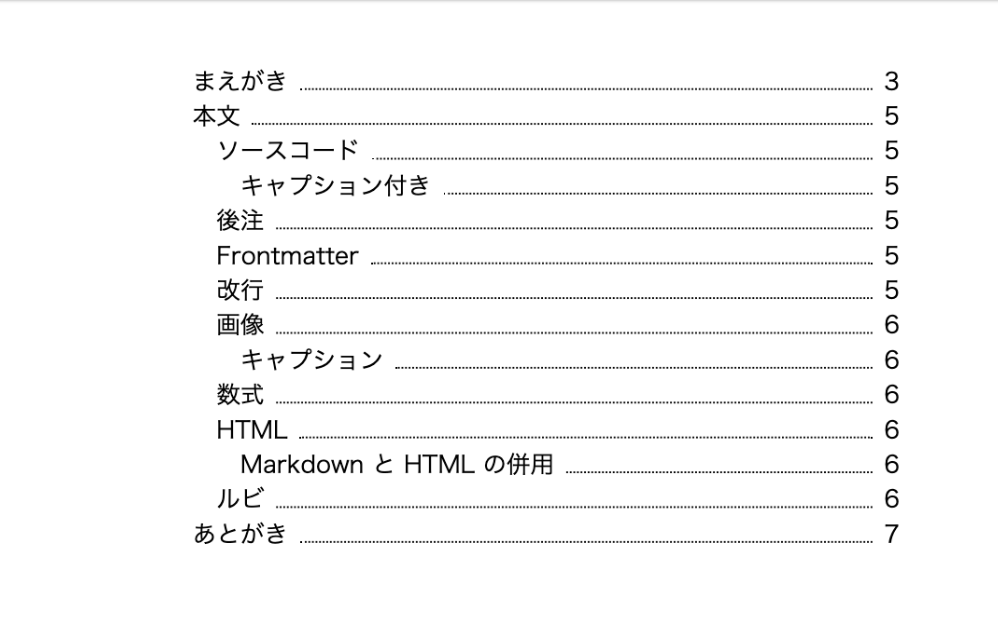 まえがき 3
本文 5
ソースコード 5
キャプション付き 5
後注 5
Frontmatter 5
改行 5
画像 6
キャプション 6
数式 6
HTML 6
Markdown と HTML の併用 6
ルビ 6
あとがき 7